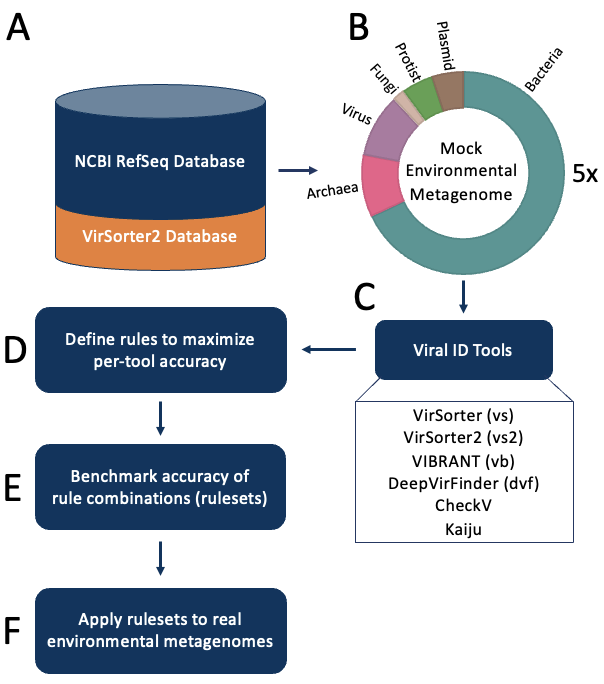 A
NCBI RefSeq Database
VirSorter2 Database
B
Bacteria
Plasmid
Protist
Fungi
Virus
Archaea
Mock
Environmental
Metagenome
5x
C
Viral ID Tools
VirSorter (vs)
VirSorter2 (vs2)
VIBRANT (vb)
DeepVirFinder (dvf)
CheckV
Kaiju
D
Define rules to maximize
per-tool accuracy
E
Benchmark accuracy of
rule combinations (rulesets)
F
Apply rulesets to real
environmental metagenomes